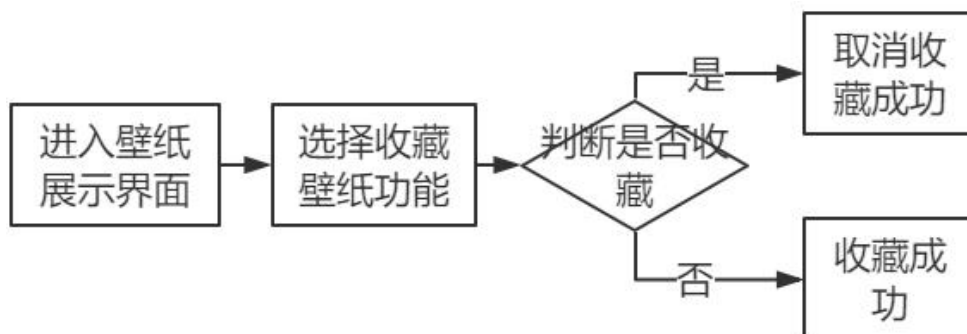 进入壁纸
展示界面
选择收藏
壁纸功能
判断是否收
藏
是
取消收
藏成功
否
收藏成
功